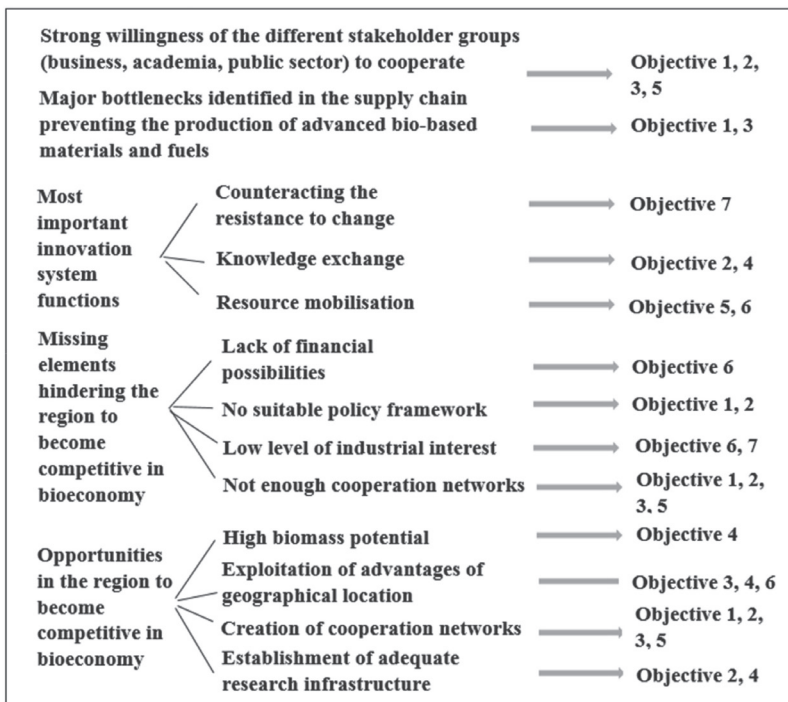 Strong willingness of the different stakeholder groups
(business, academia, public sector) to cooperate
Objective 1, 2,
3, 5
Major bottlenecks identified in the supply chain
preventing the production of advanced bio-based
materials and fuels
Objective 1, 3
Most
important
innovation
system
functions
Counteracting the
resistance to change
Objective 7
Knowledge exchange
Objective 2, 4
Resource mobilisation
Objective 5, 6
Missing
elements
hindering the
region to
become
competitive in
bioeconomy
Lack of financial
possibilities
Objective 6
No suitable policy framework
Objective 1, 2
Low level of industrial interest
Objective 6, 7
Not enough cooperation networks
Objective 1, 2,
3, 5
Opportunities
in the region to
become
competitive in
bioeconomy
High biomass potential
Objective 4
Exploitation of advantages of
geographical location
Objective 3, 4, 6
Creation of cooperation networks
Objective 1, 2,
3, 5
Establishment of adequate
research infrastructure
Objective 2, 4